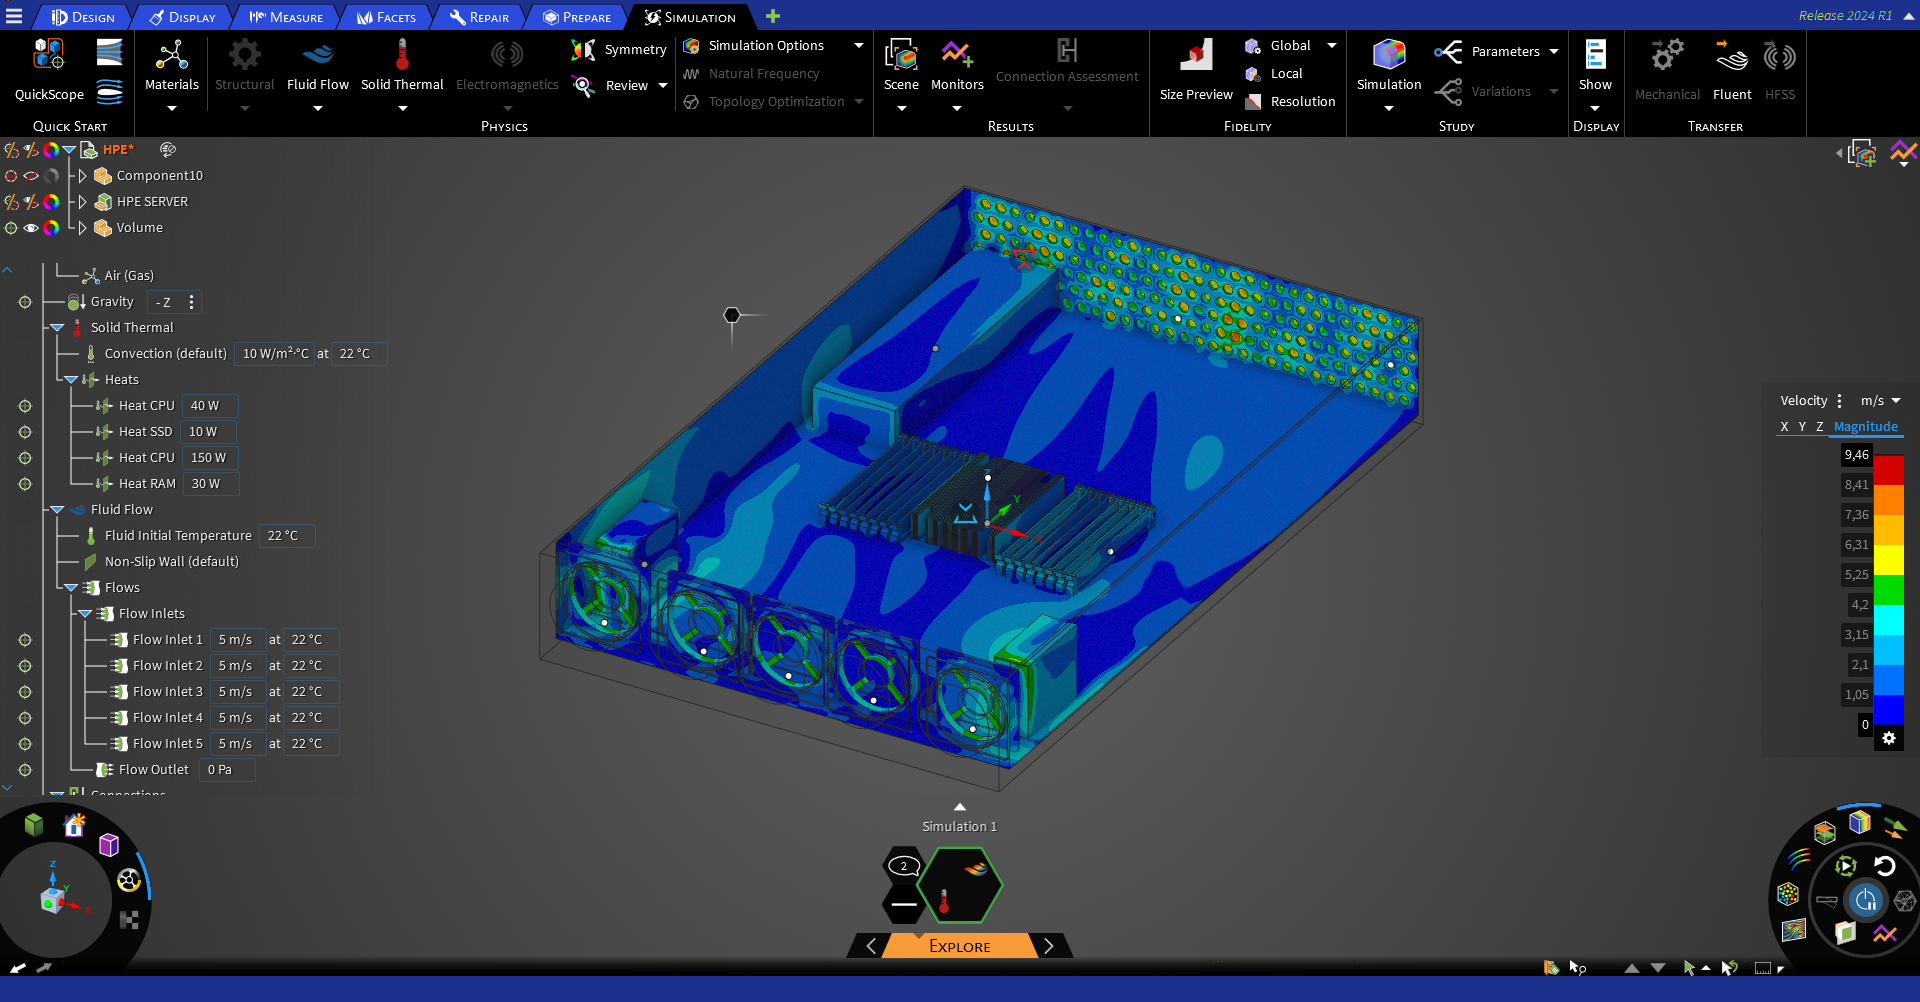 Design Display Measure Facets Repair Prepare Simulation
Release 2024 R1
QuickScope
Quick Start
Materials
Structural
Fluid Flow
Solid Thermal
Electromagnetics
Symmetry
Review
Simulation Options
Natural Frequency
Topology Optimization
Physics
Scene
Monitors
Connection Assessment
Results
Size Preview
Global
Local
Resolution
Fidelity
Simulation
Parameters
Variations
Study
Show
Display
Mechanical
Fluent
HFSS
Transfer
HPE*
Component10
HPE SERVER
Volume
Air (Gas)
Gravity - Z
Solid Thermal
Convection (default) 10 W/m²·°C at 22 °C
Heats
Heat CPU 40 W
Heat SSD 10 W
Heat CPU 150 W
Heat RAM 30 W
Fluid Flow
Fluid Initial Temperature 22 °C
Non-Slip Wall (default)
Flows
Flow Inlets
Flow Inlet 1 5 m/s at 22 °C
Flow Inlet 2 5 m/s at 22 °C
Flow Inlet 3 5 m/s at 22 °C
Flow Inlet 4 5 m/s at 22 °C
Flow Inlet 5 5 m/s at 22 °C
Flow Outlet 0 Pa
Connections
Z
Y
X
Velocity m/s
X Y Z Magnitude
9,46
8,41
7,36
6,31
5,25
4,2
3,15
2,1
1,05
0
Z
Y
X
Simulation 1
2
Explore